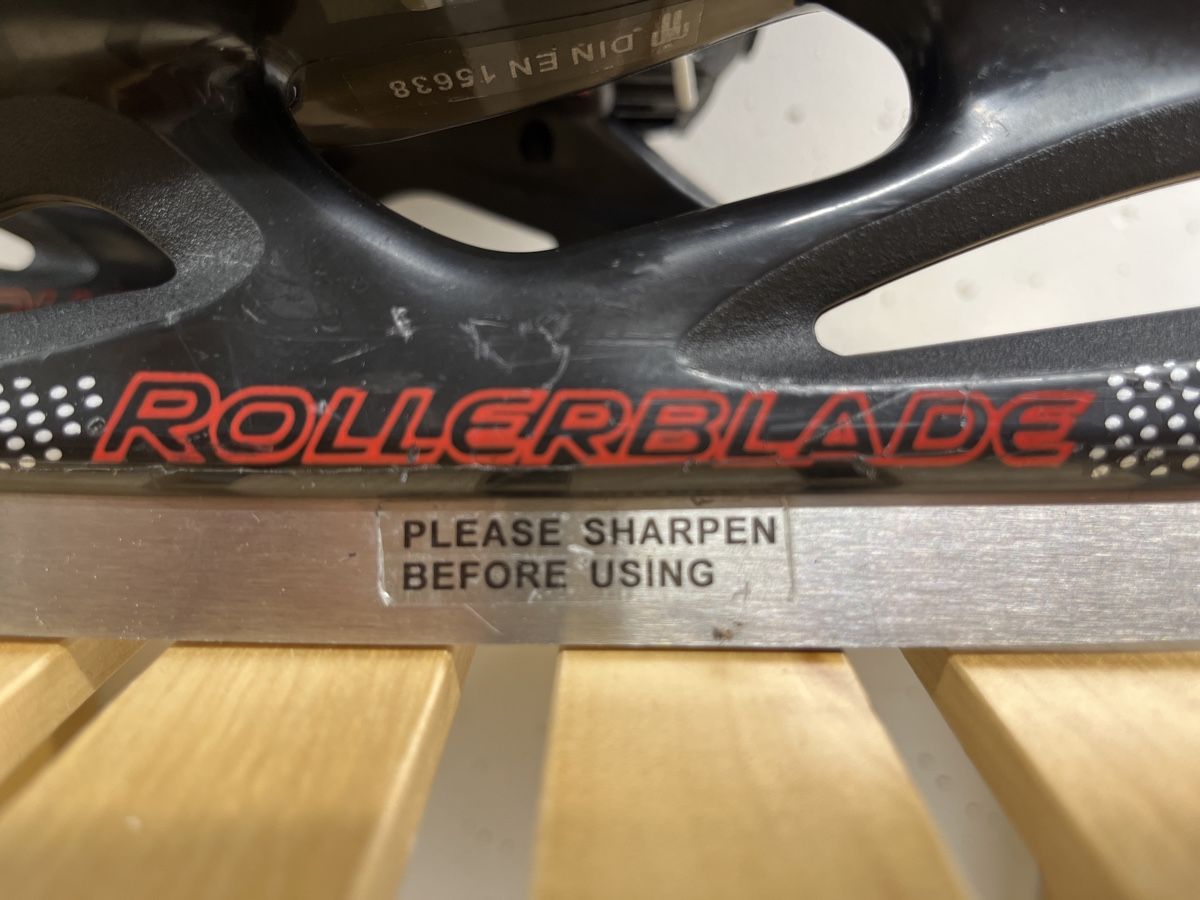 DIN EN 15638
ROLLERBLADE
PLEASE SHARPEN
BEFORE USING